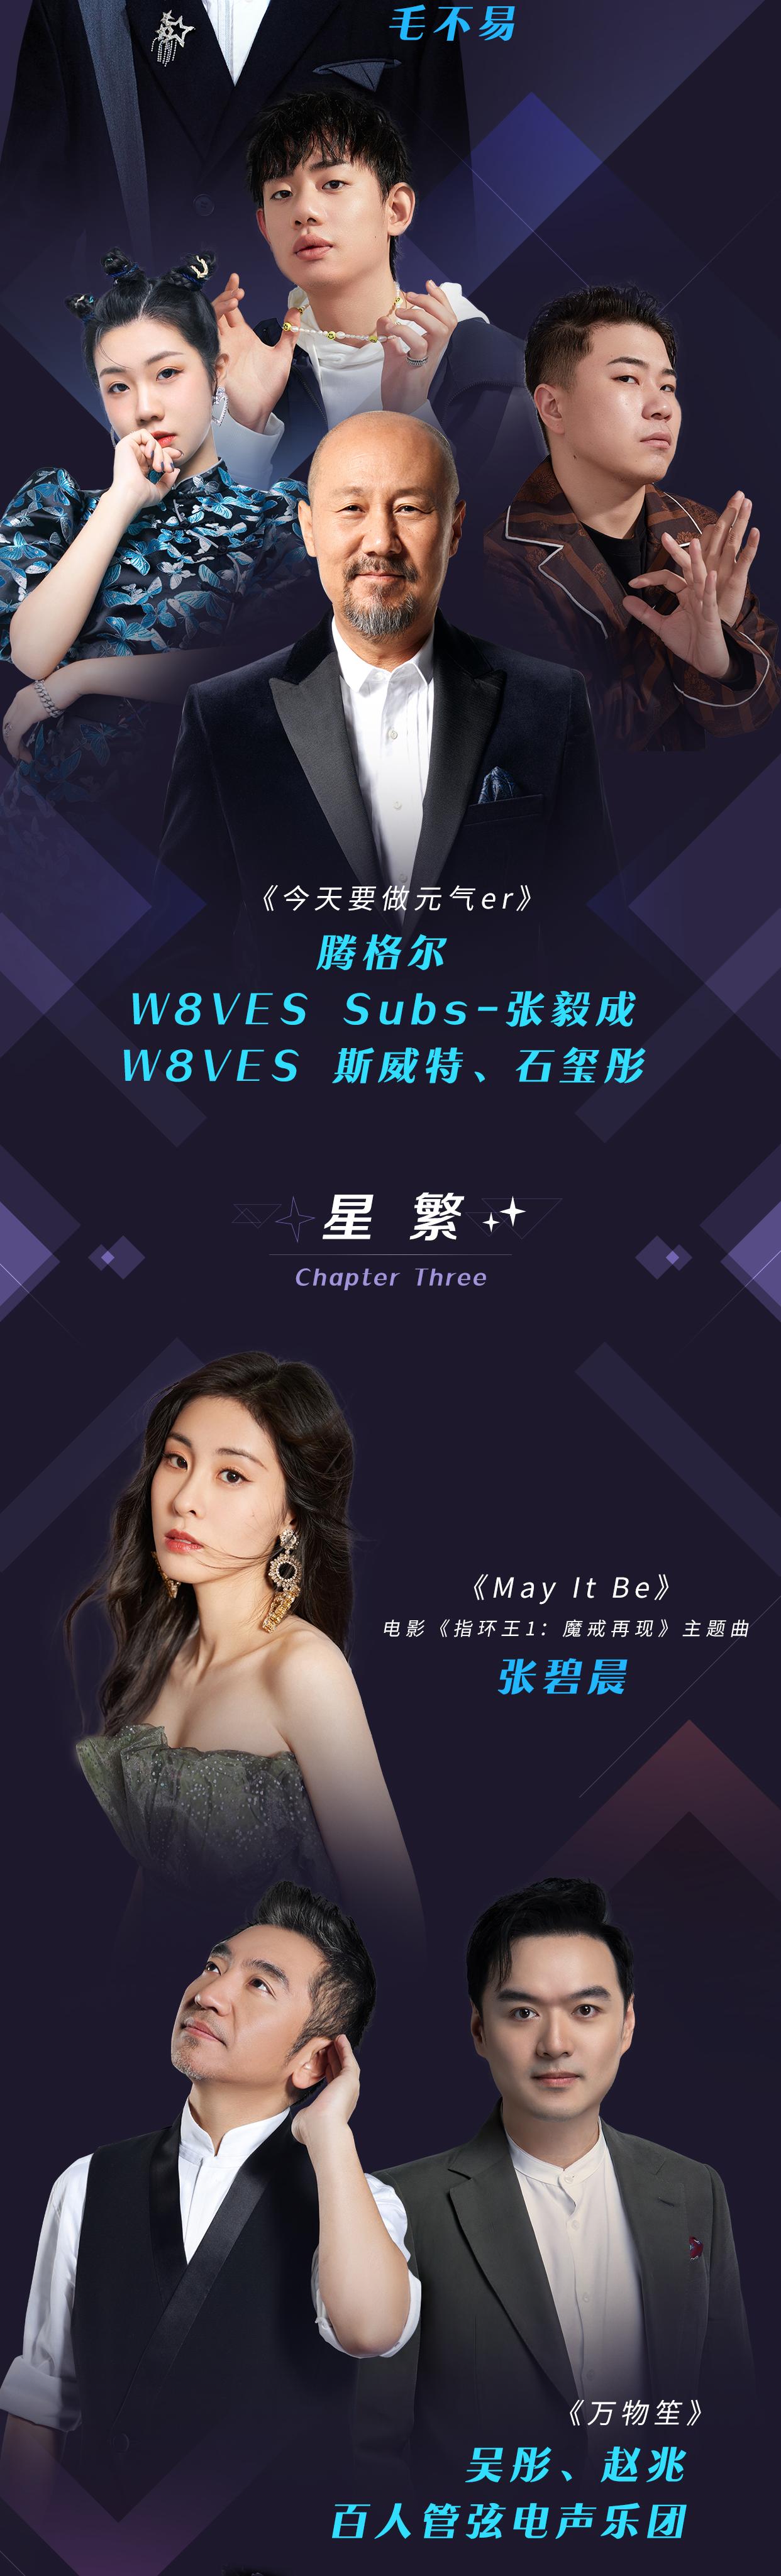 毛不易
《今天要做元气er》
腾格尔
W8VES Subs-张毅成
W8VES 斯威特、石玺彤
星 繁
Chapter Three
《May It Be》
电影《指环王1：魔戒再现》主题曲
张碧晨
《万物笙》
吴彤、赵兆
百人管弦电声乐团